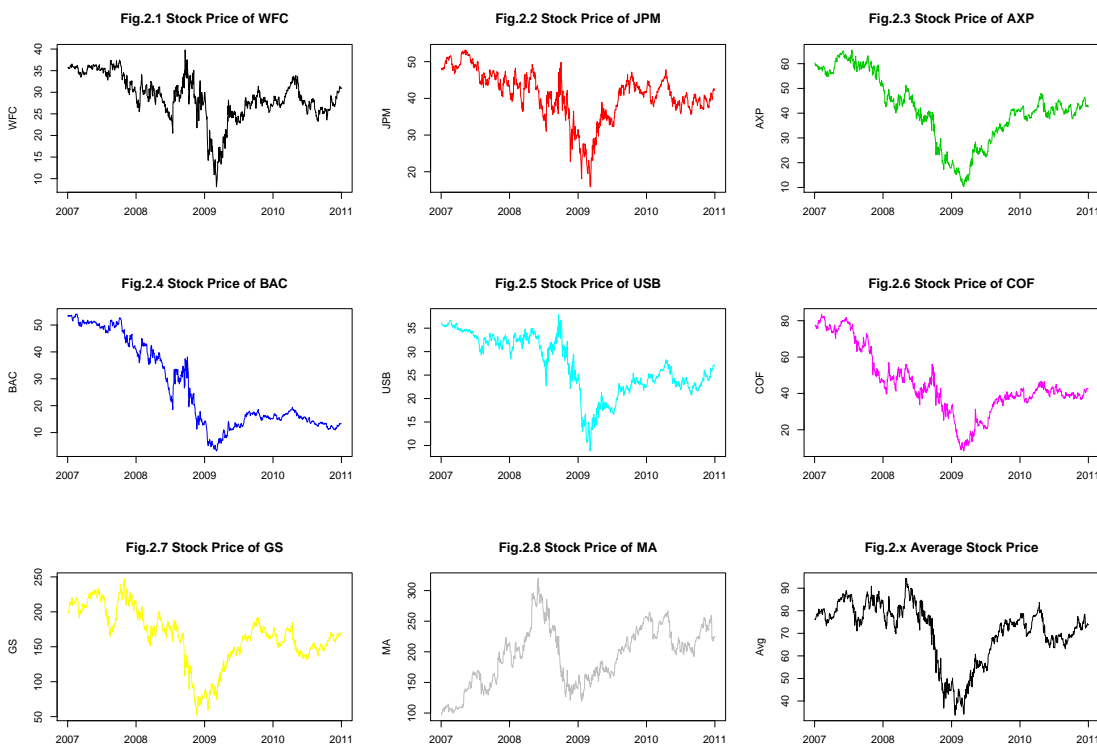 Fig.2.1 Stock Price of WFC
WFC
40
35
30
25
20
15
10
2007 2008 2009 2010 2011
Fig.2.2 Stock Price of JPM
JPM
50
40
30
20
2007 2008 2009 2010 2011
Fig.2.3 Stock Price of AXP
AXP
60
50
40
30
20
10
2007 2008 2009 2010 2011
Fig.2.4 Stock Price of BAC
BAC
50
40
30
20
10
2007 2008 2009 2010 2011
Fig.2.5 Stock Price of USB
USB
35
30
25
20
15
10
2007 2008 2009 2010 2011
Fig.2.6 Stock Price of COF
COF
80
60
40
20
2007 2008 2009 2010 2011
Fig.2.7 Stock Price of GS
GS
250
200
150
100
50
2007 2008 2009 2010 2011
Fig.2.8 Stock Price of MA
MA
300
250
200
150
100
2007 2008 2009 2010 2011
Fig.2.x Average Stock Price
Avg
90
80
70
60
50
40
2007 2008 2009 2010 2011